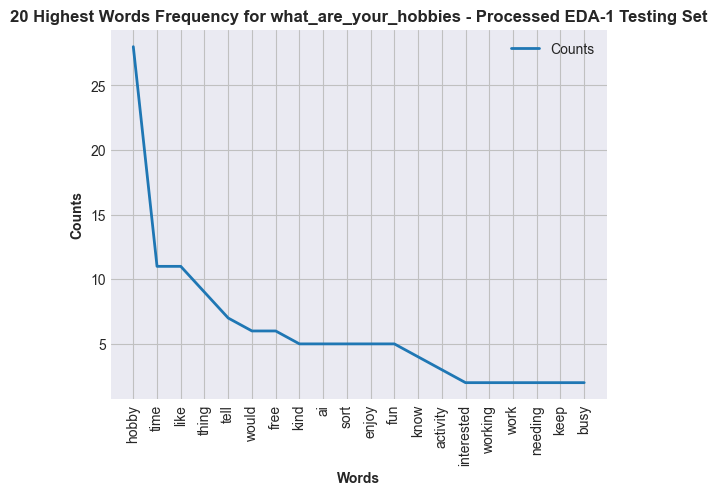 20 Highest Words Frequency for what_are_your_hobbies - Processed EDA-1 Testing Set
Counts
Counts
25
20
15
10
5
hobby
time
like
thing
tell
would
free
kind
ai
sort
enjoy
fun
know
activity
interested
working
work
needing
keep
busy
Words